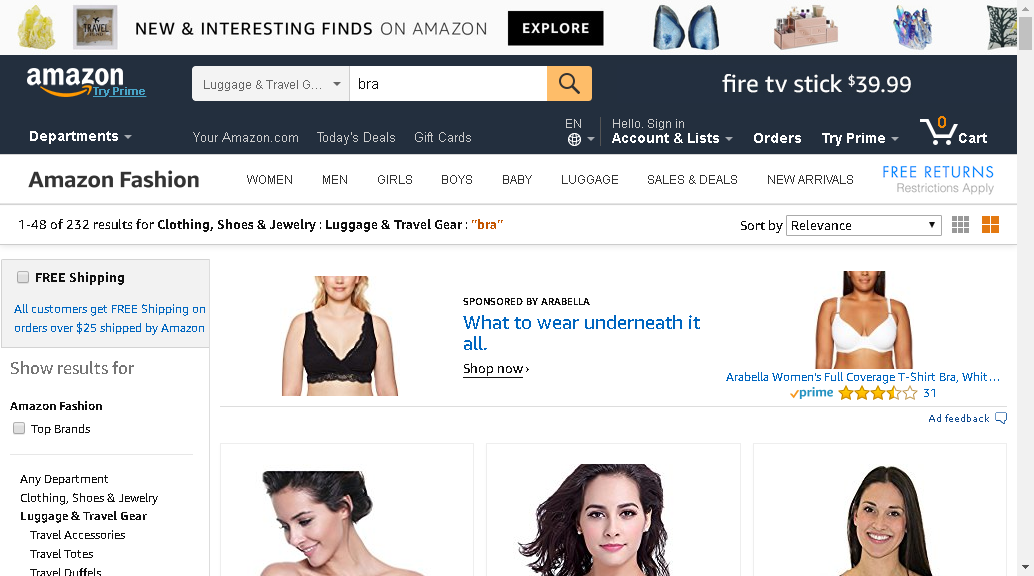 TRAVEL
NEW & INTERESTING FINDS ON AMAZON
EXPLORE
amazon
Try Prime
Luggage & Travel G...
bra
fire tv stick $39.99
Departments
Your Amazon.com
Today's Deals
Gift Cards
EN
Hello. Sign in
Account & Lists
Orders
Try Prime
0
Cart
Amazon Fashion
WOMEN
MEN
GIRLS
BOYS
BABY
LUGGAGE
SALES & DEALS
NEW ARRIVALS
FREE RETURNS
Restrictions Apply
1-48 of 232 results for Clothing, Shoes & Jewelry : Luggage & Travel Gear : "bra"
Sort by
Relevance
FREE Shipping
All customers get FREE Shipping on
orders over $25 shipped by Amazon
Show results for
Amazon Fashion
Top Brands
Any Department
Clothing, Shoes & Jewelry
Luggage & Travel Gear
Travel Accessories
Travel Totes
Travel Duffels
SPONSORED BY ARABELLA
What to wear underneath it
all.
Shop now ›
Arabella Women's Full Coverage T-Shirt Bra, Whit...
prime
31
Ad feedback